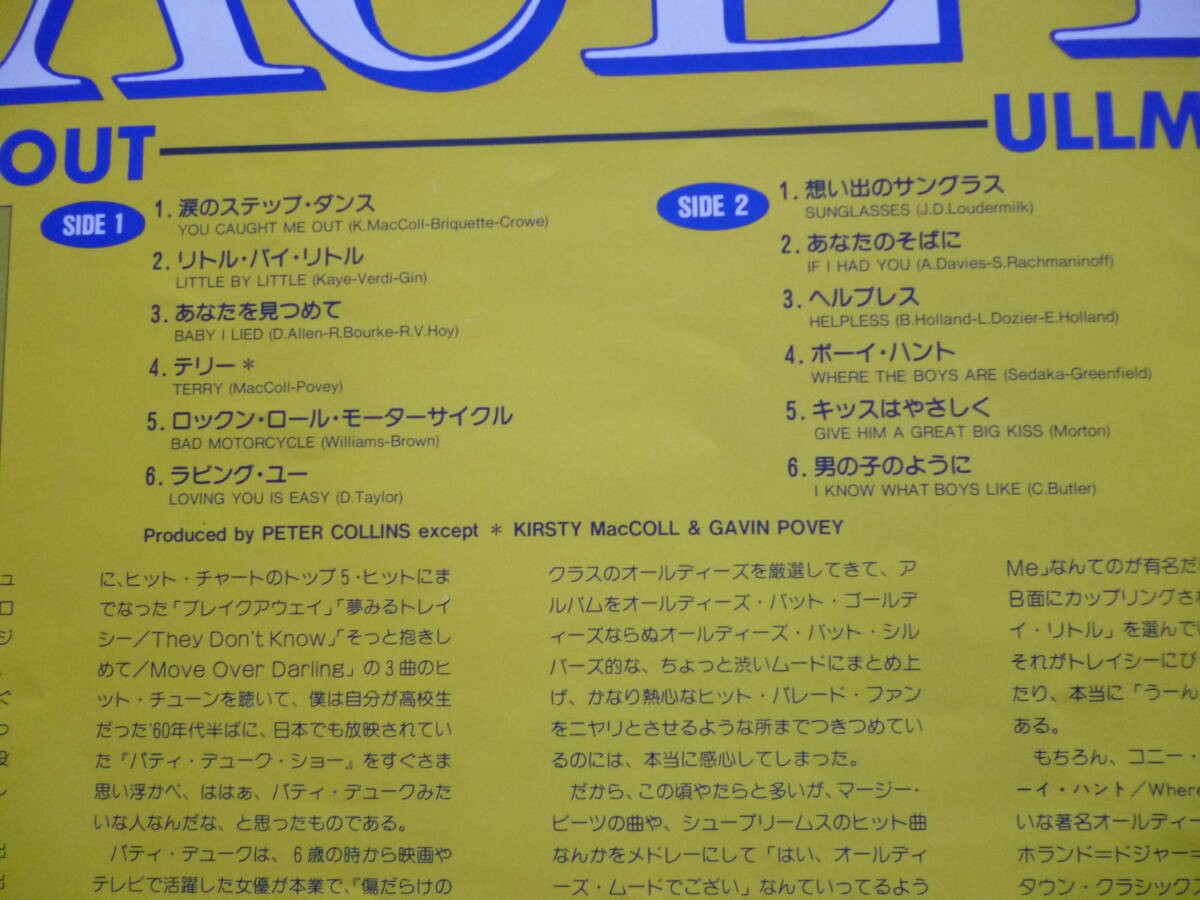 OUT
ULLM
SIDE 1
1. 涙のステップ・ダンス
YOU CAUGHT ME OUT (K.MacColl-Briquette-Crowe)
2. リトル・バイ・リトル
LITTLE BY LITTLE (Kaye-Verdi-Gin)
3. あなたを見つめて
BABY I LIED (D.Allen-R.Bourke-R.V.Hoy)
4. テリー＊
TERRY (MacColl-Povey)
5. ロックン・ロール・モーターサイクル
BAD MOTORCYCLE (Williams-Brown)
6. ラビング・ユー
LOVING YOU IS EASY (D.Taylor)
SIDE 2
1. 想い出のサングラス
SUNGLASSES (J.D.Loudermilk)
2. あなたのそばに
IF I HAD YOU (A.Davies-S.Rachmaninoff)
3. ヘルプレス
HELPLESS (B.Holland-L.Dozier-E.Holland)
4. ボーイ・ハント
WHERE THE BOYS ARE (Sedaka-Greenfield)
5. キッスはやさしく
GIVE HIM A GREAT BIG KISS (Morton)
6. 男の子のように
I KNOW WHAT BOYS LIKE (C.Butler)
Produced by PETER COLLINS except ＊ KIRSTY MacCOLL & GAVIN POVEY
に、ヒット・チャートのトップ5・ヒットにま
でなった「ブレイクアウェイ」「夢みるトレイ
シー/They Don't Know」「そっと抱きし
めて/Move Over Darling」の3曲のヒ
ット・チューンを聴いて、僕は自分が高校生
だった'60年代半ばに、日本でも放映されてい
た『パティ・デューク・ショー』をすぐさま
思い浮かべ、ははぁ、パティ・デュークみた
いな人なんだな、と思ったものである。
パティ・デュークは、6歳の時から映画や
テレビで活躍した女優が本業で、『傷だらけの
クラスのオールディーズを厳選してきて、ア
ルバムをオールディーズ・バット・ゴールデ
ィーズならぬオールディーズ・バット・シル
バーズ的な、ちょっと渋いムードにまとめ上
げ、かなり熱心なヒット・パレード・ファン
をニヤリとさせるような所までつきつめてい
るのには、本当に感心してしまった。
だから、この頃やたらと多いが、マージー・
ビーツの曲や、シュープリームスのヒット曲
なんかをメドレーにして「はい、オールディ
ーズ・ムードでござい」なんていってるよう
Me」なんてのが有名だ
B面にカップリングさ
イ・リトル」を選んで
それがトレイシーにぴ
たり、本当に「うーん
ある。
もちろん、コニー・
ーイ・ハント/Where
いな著名オールディー
ホランド=ドジャー=
タウン・クラシックス